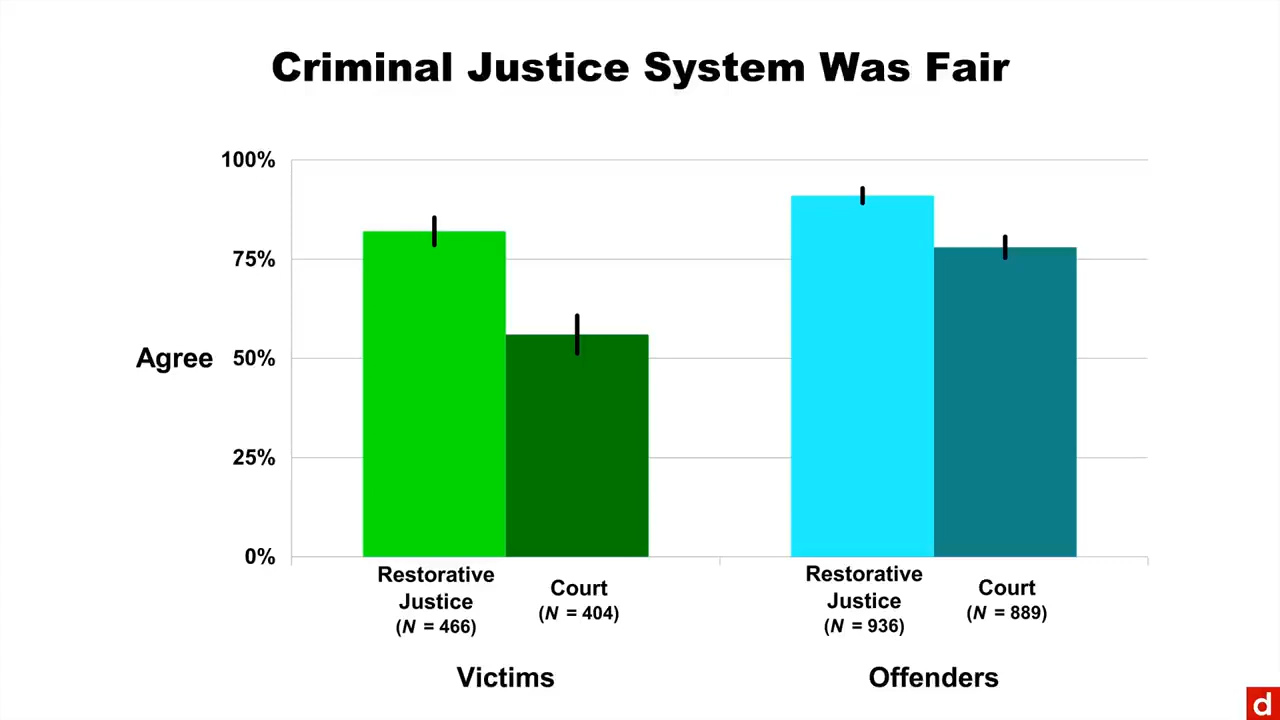 Criminal Justice System Was Fair
100%
75%
Agree 50%
25%
0%
Restorative
Justice
(N = 466)
Court
(N = 404)
Restorative
Justice
(N = 936)
Court
(N = 889)
Victims
Offenders
d